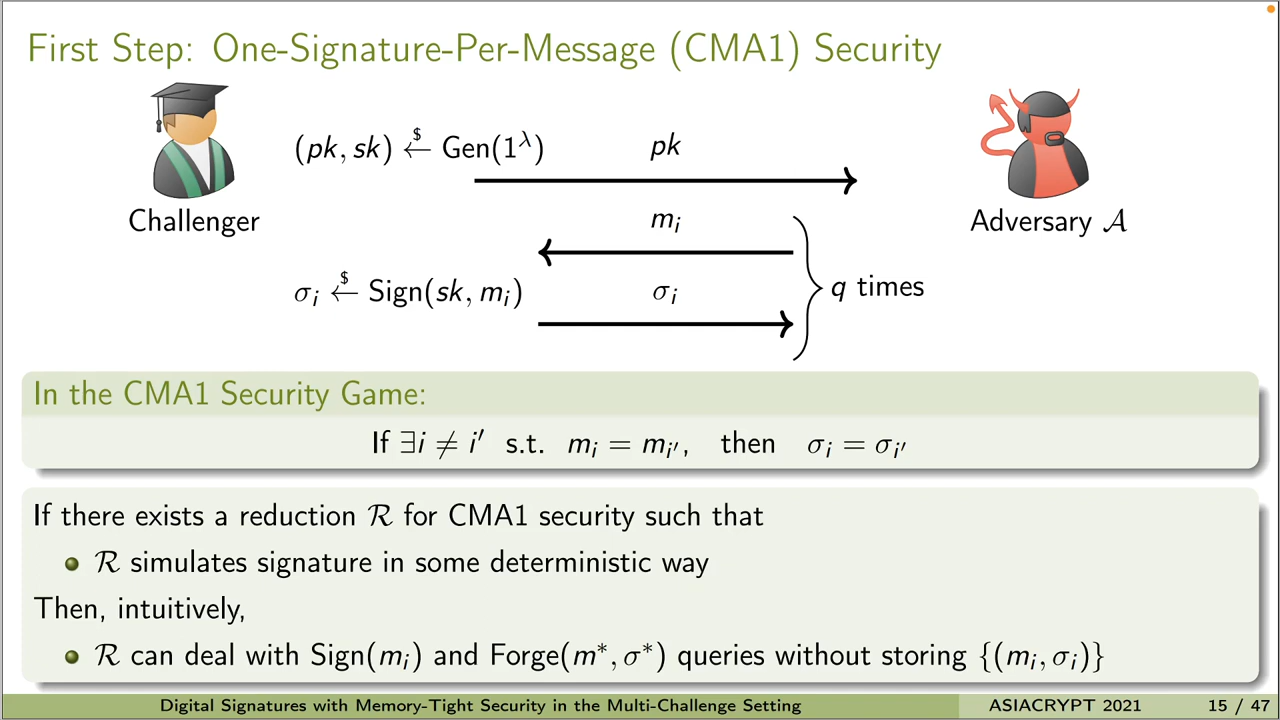 First Step: One-Signature-Per-Message (CMA1) Security
(pk, sk) $← Gen(1^λ) pk
Challenger
Adversary 𝒜
m_i
σ_i $← Sign(sk, m_i) σ_i
q times
In the CMA1 Security Game:
If ∃i ≠ i′ s.t. m_i = m_{i′}, then σ_i = σ_{i′}
If there exists a reduction ℛ for CMA1 security such that
ℛ simulates signature in some deterministic way
Then, intuitively,
ℛ can deal with Sign(m_i) and Forge(m*, σ*) queries without storing {(m_i, σ_i)}
Digital Signatures with Memory-Tight Security in the Multi-Challenge Setting ASIACRYPT 2021 15 / 47